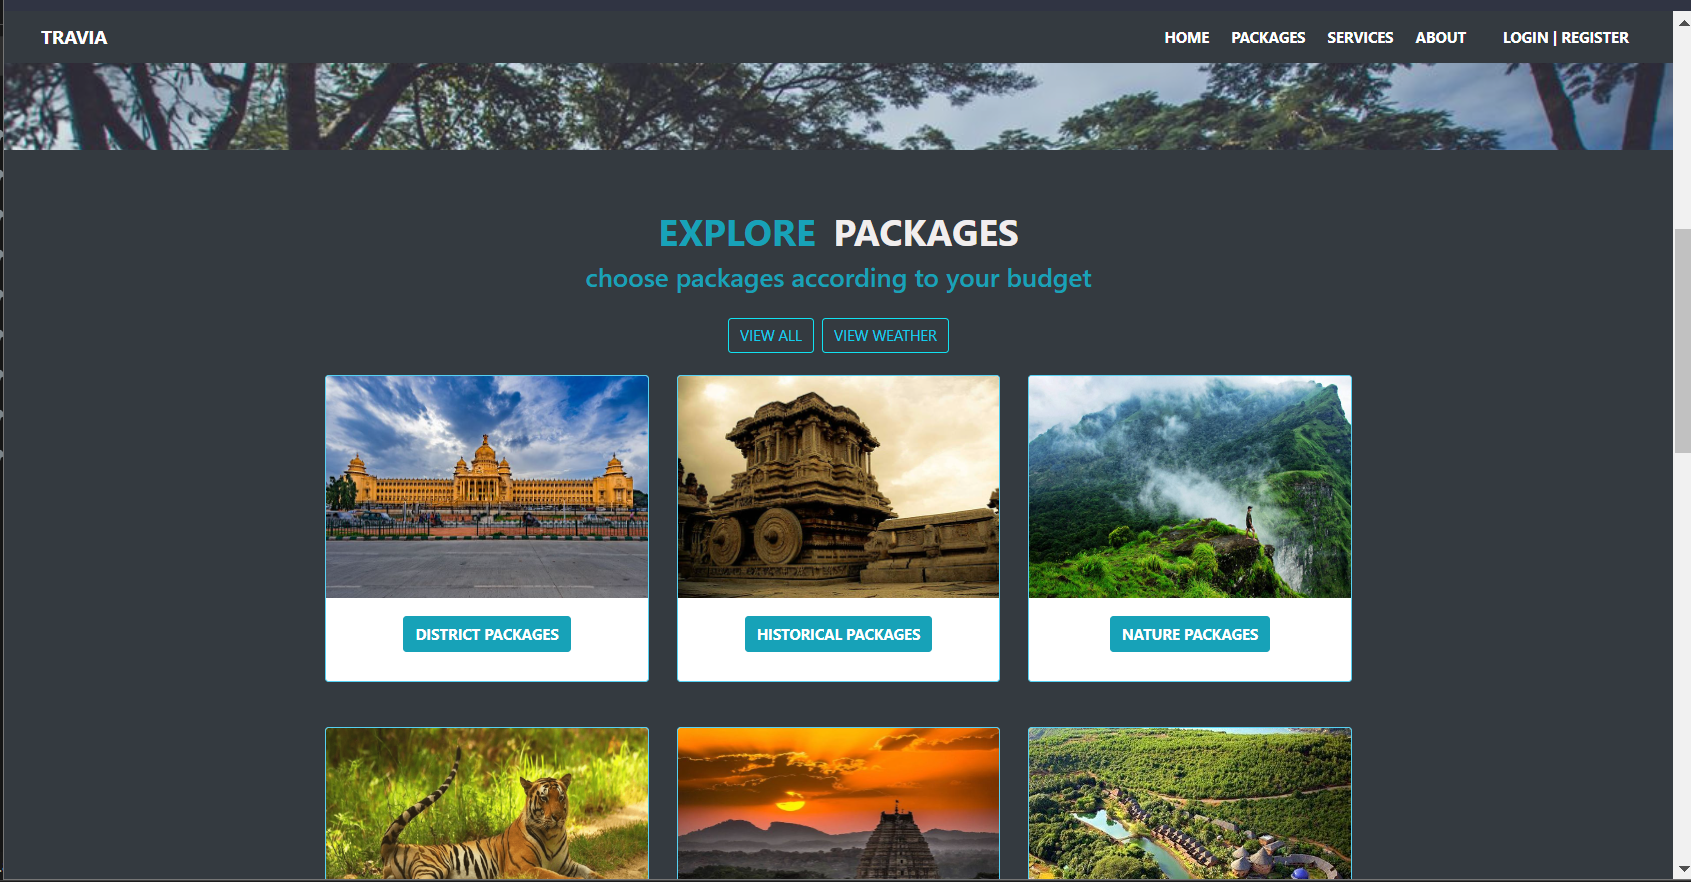 TRAVIA
HOME PACKAGES SERVICES ABOUT LOGIN | REGISTER
EXPLORE PACKAGES
choose packages according to your budget
VIEW ALL VIEW WEATHER
DISTRICT PACKAGES
HISTORICAL PACKAGES
NATURE PACKAGES